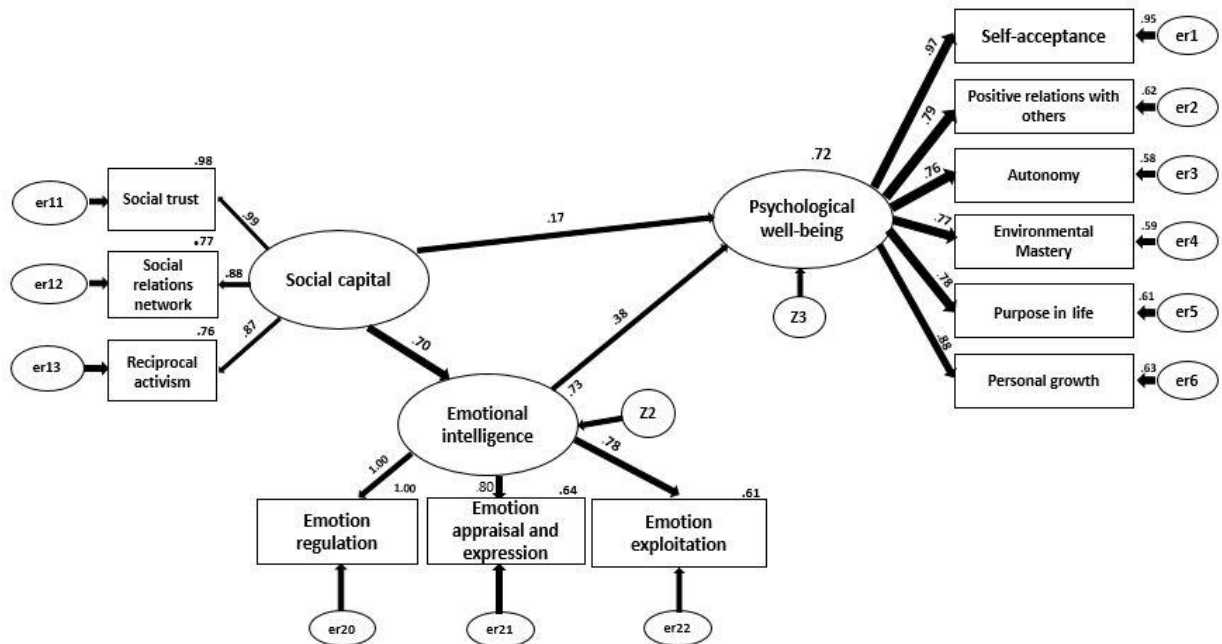 .95
Self-acceptance
er1
.97
.62
Positive relations with
others
er2
.79
.72
.58
Autonomy
er3
.76
.98
Social trust
er11
.99
.17
Psychological
well-being
.77
.59
Environmental
Mastery
er4
.77
Social
relations
network
er12
.88
Social capital
.78
.61
Purpose in life
er5
Z3
.76
Reciprocal
activism
er13
.87
.38
.88
.63
Personal growth
er6
.70
.73
Emotional
intelligence
Z2
1.00
.78
1.00
.80
.64
.61
Emotion
regulation
Emotion
appraisal and
expression
Emotion
exploitation
er20
er21
er22